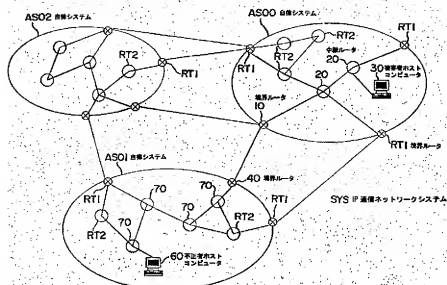 AS02 自律システム
AS00 自律システム
RT1
RT2
RT2
RT1
RT2
RT1
中継ルータ
20
20
30 被害者ホスト
コンピュータ
境界ルータ
10
RT1 境界ルータ
AS01 自律システム
RT1
70
70
40 境界ルータ
RT1
SYS IP通信ネットワークシステム
RT2
70
RT2
70
60 不正者ホスト
コンピュータ